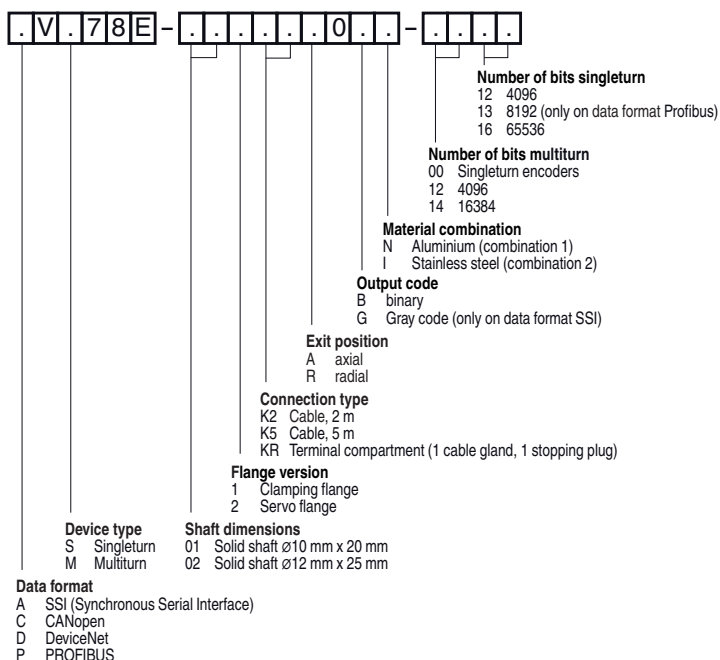 . V . 7 8 E - . . . . . . 0 . . - . . . .
Number of bits singleturn
12 4096
13 8192 (only on data format Profibus)
16 65536
Number of bits multiturn
00 Singleturn encoders
12 4096
14 16384
Material combination
N Aluminium (combination 1)
I Stainless steel (combination 2)
Output code
B binary
G Gray code (only on data format SSI)
Exit position
A axial
R radial
Connection type
K2 Cable, 2 m
K5 Cable, 5 m
KR Terminal compartment (1 cable gland, 1 stopping plug)
Flange version
1 Clamping flange
2 Servo flange
Device type
S Singleturn
M Multiturn
Shaft dimensions
01 Solid shaft ø10 mm x 20 mm
02 Solid shaft ø12 mm x 25 mm
Data format
A SSI (Synchronous Serial Interface)
C CANopen
D DeviceNet
P PROFIBUS